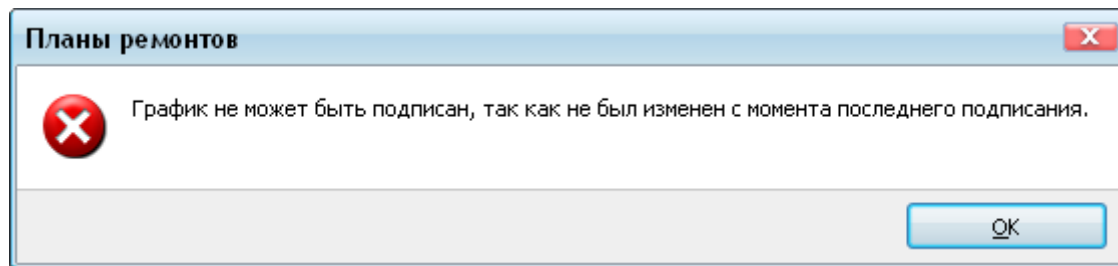 Планы ремонтов
График не может быть подписан, так как не был изменен с момента последнего подписания.
OK